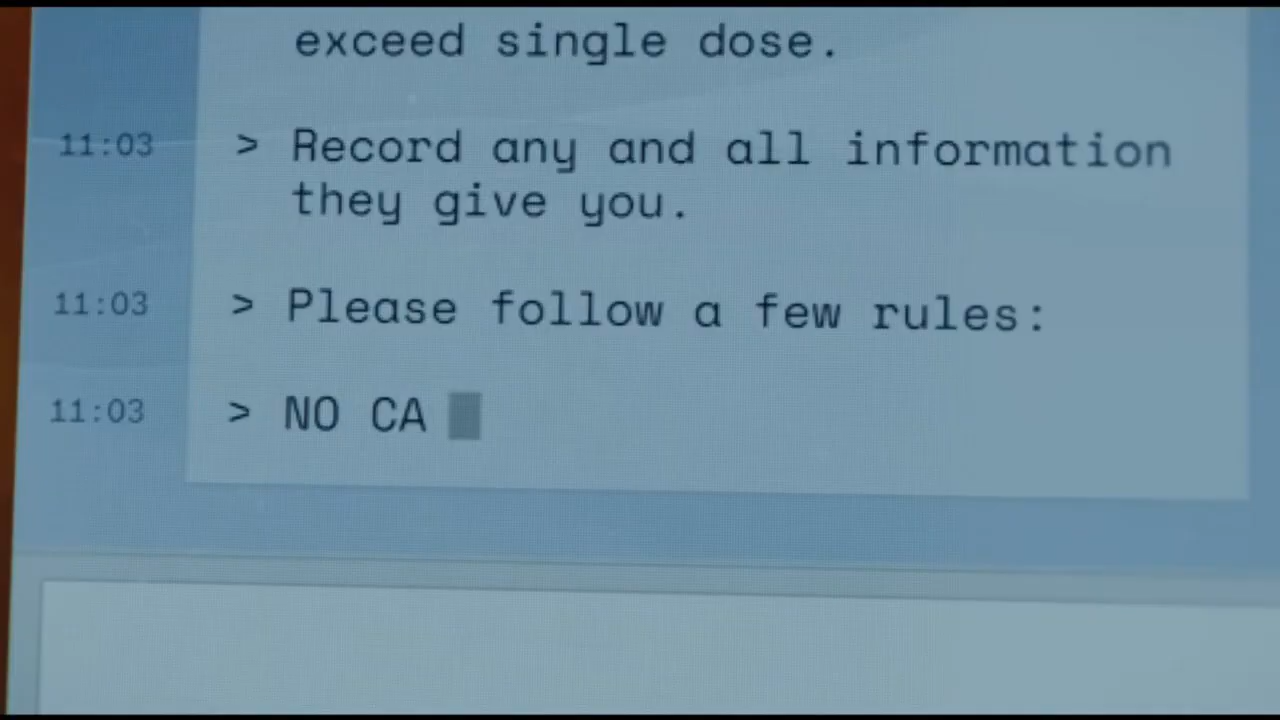 exceed single dose.
11:03 > Record any and all information
they give you.
11:03 > Please follow a few rules:
11:03 > NO CA